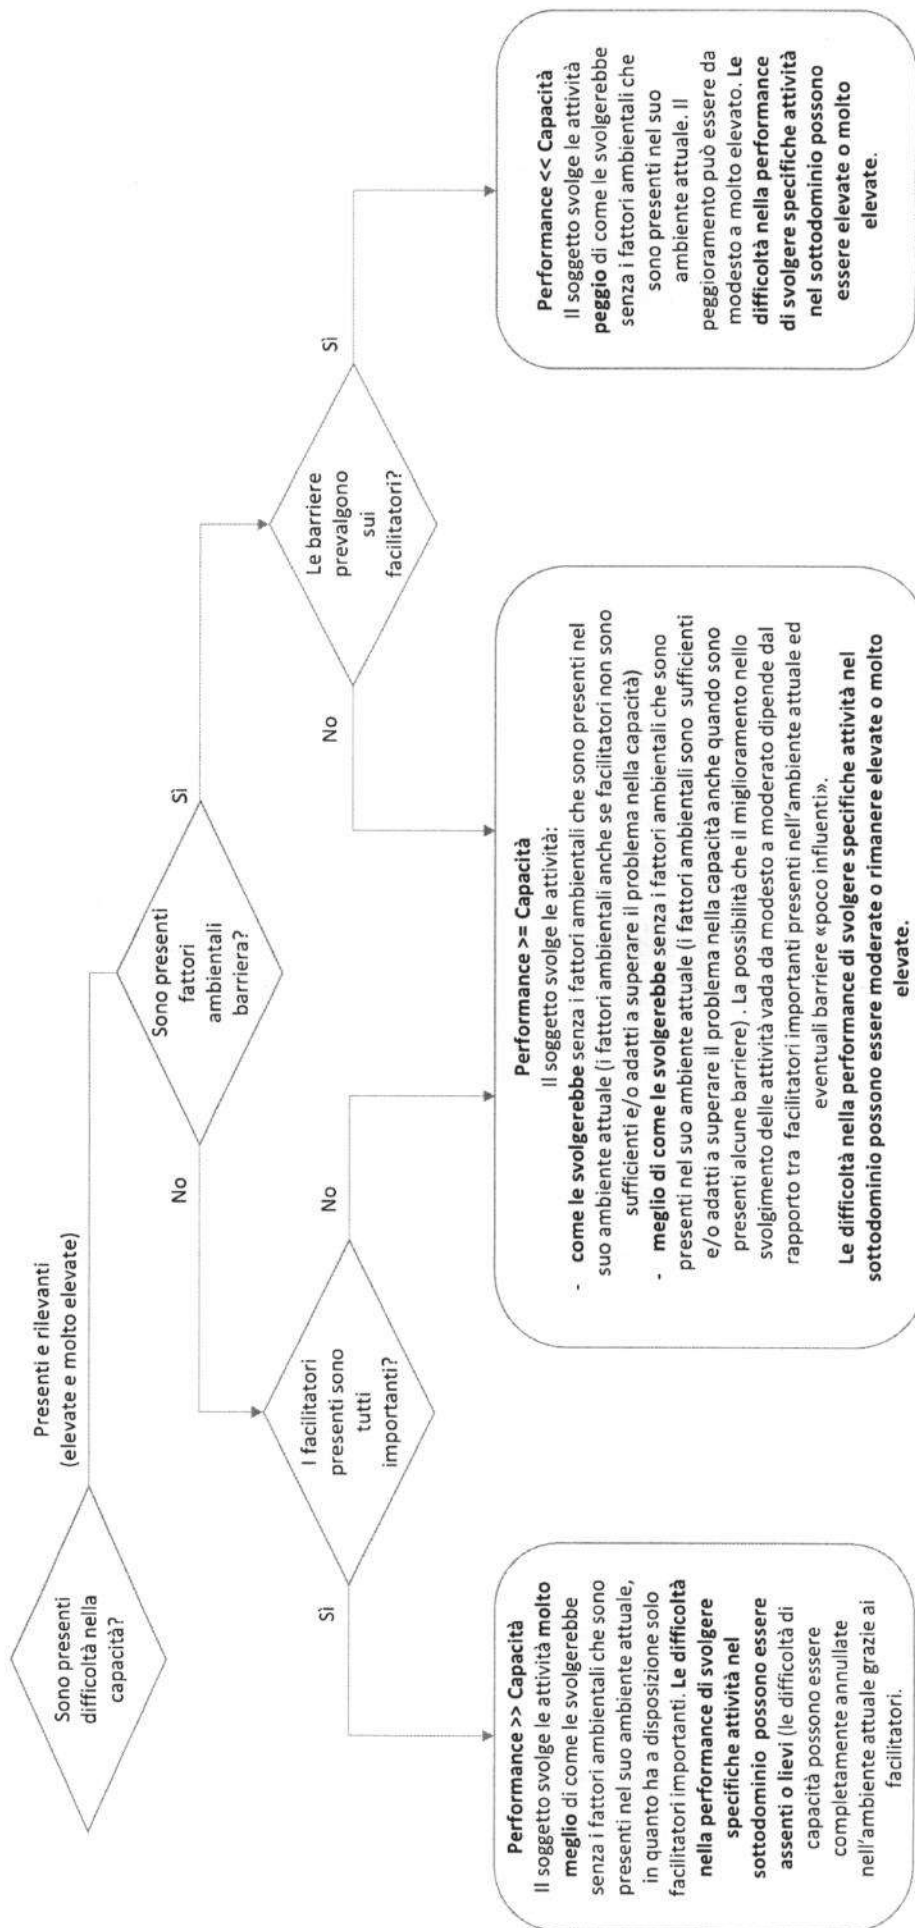 Sono presenti
difficoltà nella
capacità?
Presenti e rilevanti
(elevate e molto elevate)
Sono presenti
fattori
ambientali
barriera?
No
Sì
I facilitatori
presenti sono
tutti
importanti?
Sì
No
Le barriere
prevalgono
sui
facilitatori?
No
Sì
Performance >> Capacità
Il soggetto svolge le attività molto
meglio di come le svolgerebbe
senza i fattori ambientali che sono
presenti nel suo ambiente attuale,
in quanto ha a disposizione solo
facilitatori importanti. Le difficoltà
nella performance di svolgere
specifiche attività nel
sottodominio possono essere
assenti o lievi (le difficoltà di
capacità possono essere
completamente annullate
nell'ambiente attuale grazie ai
facilitatori.
Performance >= Capacità
Il soggetto svolge le attività:
- come le svolgerebbe senza i fattori ambientali che sono presenti nel
suo ambiente attuale (i fattori ambientali anche se facilitatori non sono
sufficienti e/o adatti a superare il problema nella capacità)
- meglio di come le svolgerebbe senza i fattori ambientali che sono
presenti nel suo ambiente attuale (i fattori ambientali sono sufficienti
e/o adatti a superare il problema nella capacità anche quando sono
presenti alcune barriere) . La possibilità che il miglioramento nello
svolgimento delle attività vada da modesto a moderato dipende dal
rapporto tra facilitatori importanti presenti nell'ambiente attuale ed
eventuali barriere «poco influenti».
Le difficoltà nella performance di svolgere specifiche attività nel
sottodominio possono essere moderate o rimanere elevate o molto
elevate.
Performance << Capacità
Il soggetto svolge le attività
peggio di come le svolgerebbe
senza i fattori ambientali che
sono presenti nel suo
ambiente attuale. Il
peggioramento può essere da
modesto a molto elevato. Le
difficoltà nella performance
di svolgere specifiche attività
nel sottodominio possono
essere elevate o molto
elevate.